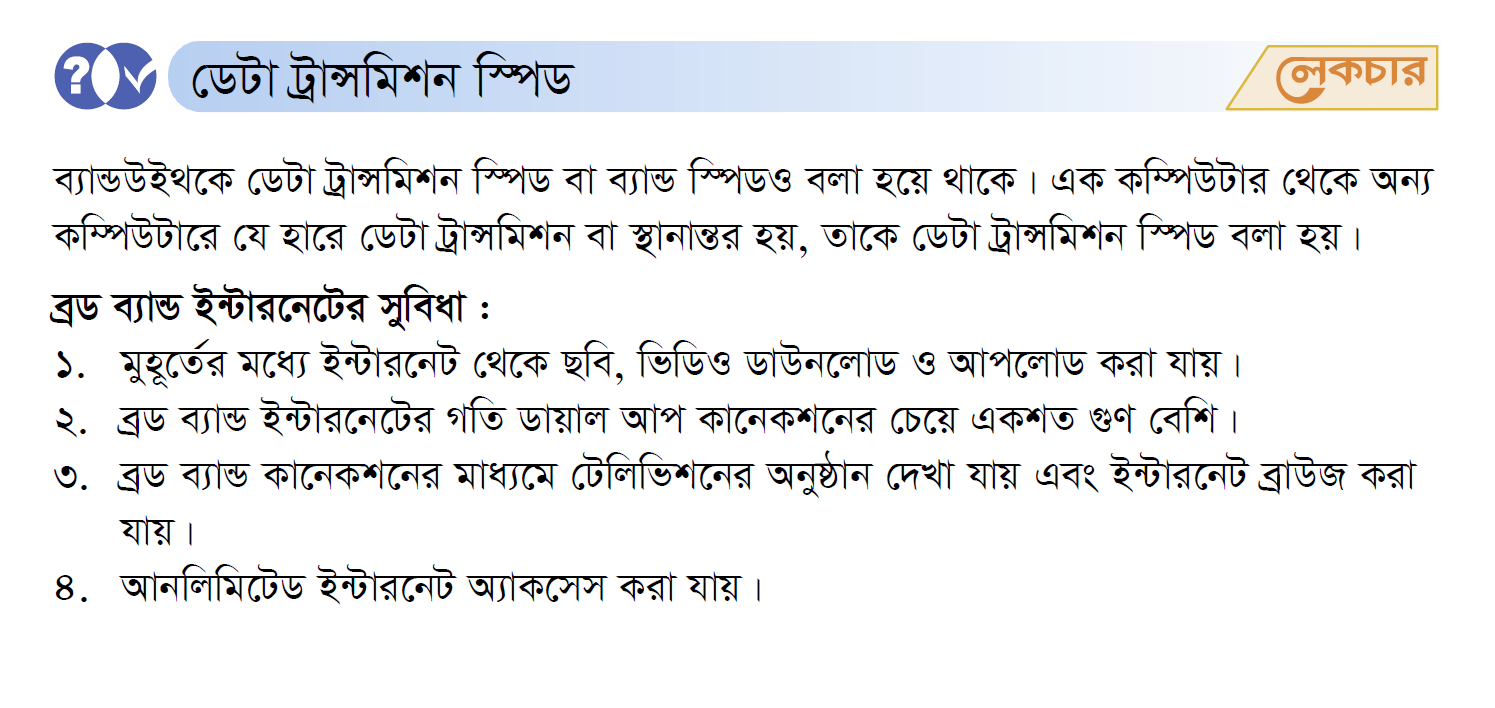 ডেটা ট্রান্সমিশন স্পিড
লেকচার
ব্যান্ডউইথকে ডেটা ট্রান্সমিশন স্পিড বা ব্যান্ড স্পিডও বলা হয়ে থাকে। এক কম্পিউটার থেকে অন্য
কম্পিউটারে যে হারে ডেটা ট্রান্সমিশন বা স্থানান্তর হয়, তাকে ডেটা ট্রান্সমিশন স্পিড বলা হয়।
ব্রড ব্যান্ড ইন্টারনেটের সুবিধা :
১. মুহূর্তের মধ্যে ইন্টারনেট থেকে ছবি, ভিডিও ডাউনলোড ও আপলোড করা যায়।
২. ব্রড ব্যান্ড ইন্টারনেটের গতি ডায়াল আপ কানেকশনের চেয়ে একশত গুণ বেশি।
৩. ব্রড ব্যান্ড কানেকশনের মাধ্যমে টেলিভিশনের অনুষ্ঠান দেখা যায় এবং ইন্টারনেট ব্রাউজ করা
যায়।
৪. আনলিমিটেড ইন্টারনেট অ্যাকসেস করা যায়।